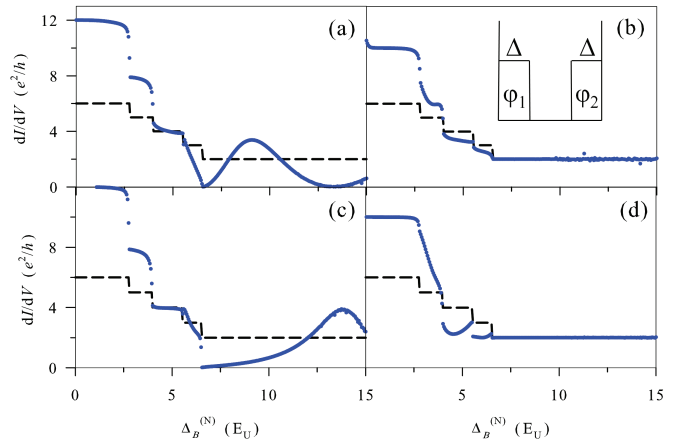 12
8
4
0
dI/dV (e²/h)
(a)
(b)
Δ Δ
φ₁ φ₂
8
4
0
dI/dV (e²/h)
(c)
(d)
0 5 10 15 5 10 15
Δ_B^(N) (E_U) Δ_B^(N) (E_U)